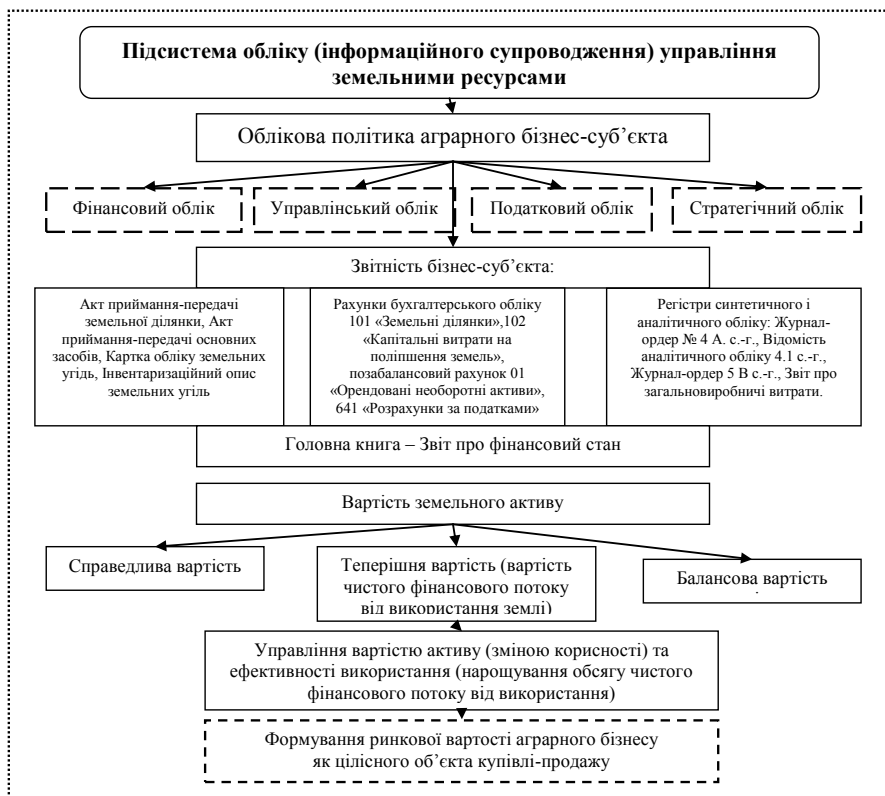 Підсистема обліку (інформаційного супроводження) управління
земельними ресурсами
Облікова політика аграрного бізнес-суб’єкта
Фінансовий облік
Управлінський облік
Податковий облік
Стратегічний облік
Звітність бізнес-суб’єкта:
Акт приймання-передачі
земельної ділянки, Акт
приймання-передачі основних
засобів, Картка обліку земельних
угідь, Інвентаризаційний опис
земельних угіль
Рахунки бухгалтерського обліку
101 «Земельні ділянки»,102
«Капітальні витрати на
поліпшення земель»,
позабалансовий рахунок 01
«Орендовані необоротні активи»,
641 «Розрахунки за податками»
Регістри синтетичного і
аналітичного обліку: Журнал-
ордер № 4 А. с.-г., Відомість
аналітичного обліку 4.1 с.-г.,
Журнал-ордер 5 В с.-г., Звіт про
загальновиробничі витрати.
Головна книга – Звіт про фінансовий стан
Вартість земельного активу
Справедлива вартість
Теперішня вартість (вартість
чистого фінансового потоку
від використання землі)
Балансова вартість
Управління вартістю активу (зміною корисності) та
ефективності використання (нарощування обсягу чистого
фінансового потоку від використання)
Формування ринкової вартості аграрного бізнесу
як цілісного об’єкта купівлі-продажу